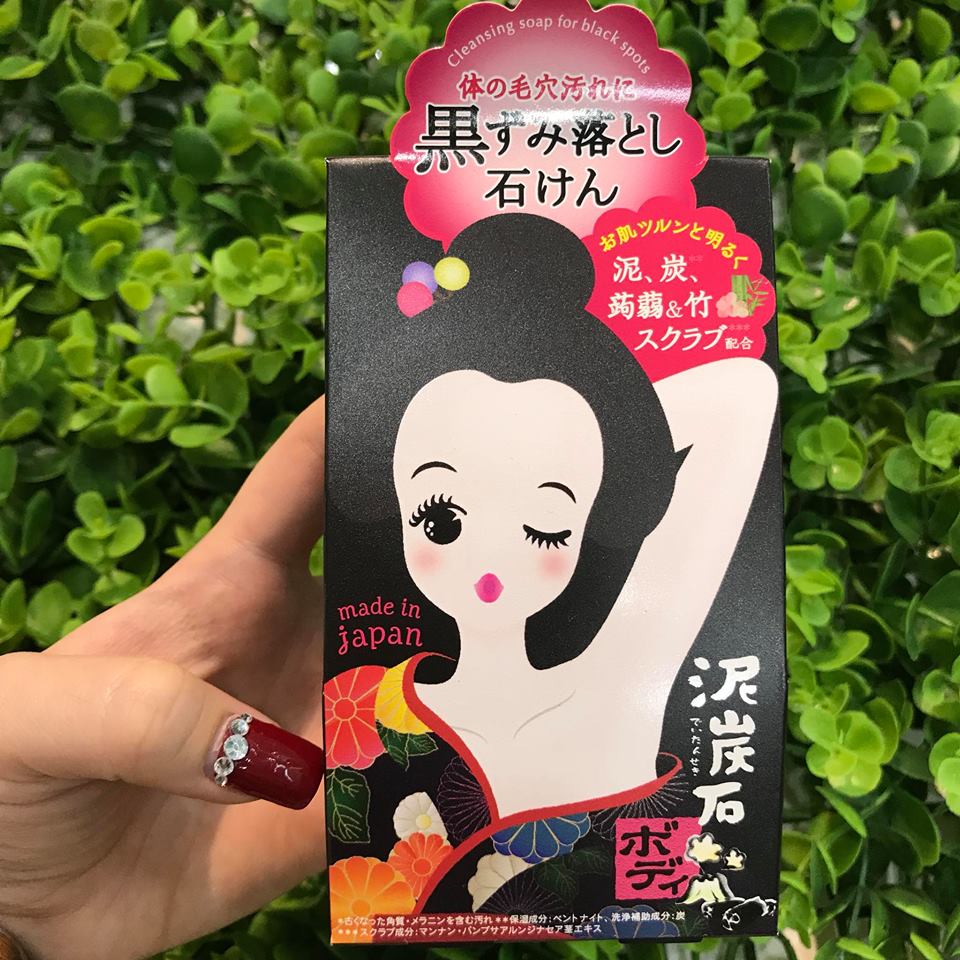 Cleansing soap for black spots
体の毛穴汚れに
黒ずみ落とし
石けん
お肌ツルンと明るく
泥、炭、**
蒟蒻&竹
スクラブ***配合
made in
japan
泥炭石
でいたんせき
ボディ
*古くなった角質・メラニンを含む汚れ **保湿成分:ベントナイト、洗浄補助成分:炭
***スクラブ成分:マンナン・バンブサアルンジナセア茎エキス